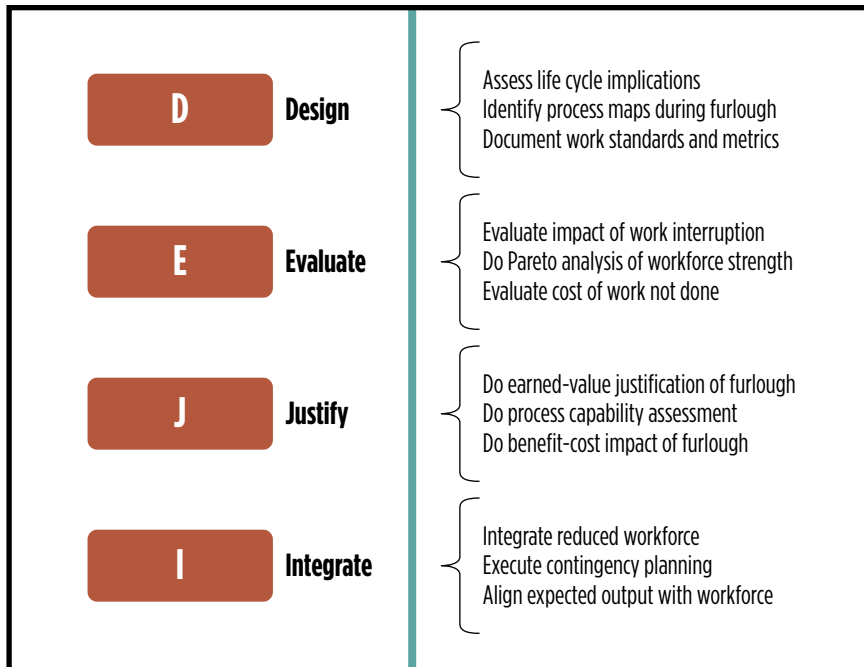 D
Design
Assess life cycle implications
Identify process maps during furlough
Document work standards and metrics
E
Evaluate
Evaluate impact of work interruption
Do Pareto analysis of workforce strength
Evaluate cost of work not done
J
Justify
Do earned-value justification of furlough
Do process capability assessment
Do benefit-cost impact of furlough
I
Integrate
Integrate reduced workforce
Execute contingency planning
Align expected output with workforce